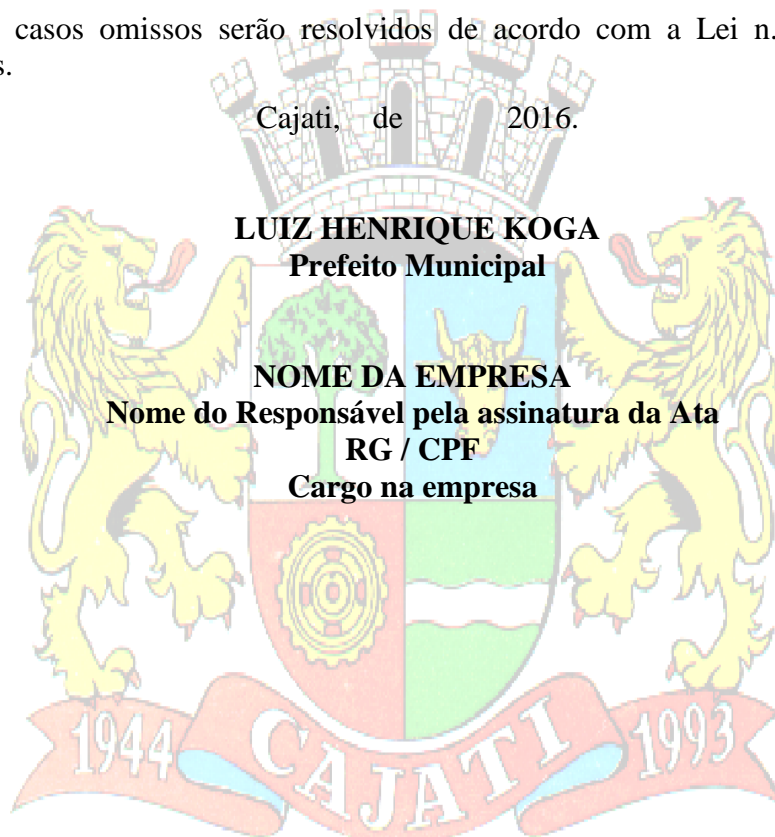 casos omissos serão resolvidos de acordo com a Lei n.
s.
Cajati, de 2016.
LUIZ HENRIQUE KOGA
Prefeito Municipal
NOME DA EMPRESA
Nome do Responsável pela assinatura da Ata
RG / CPF
Cargo na empresa
1944 CAJATI 1993